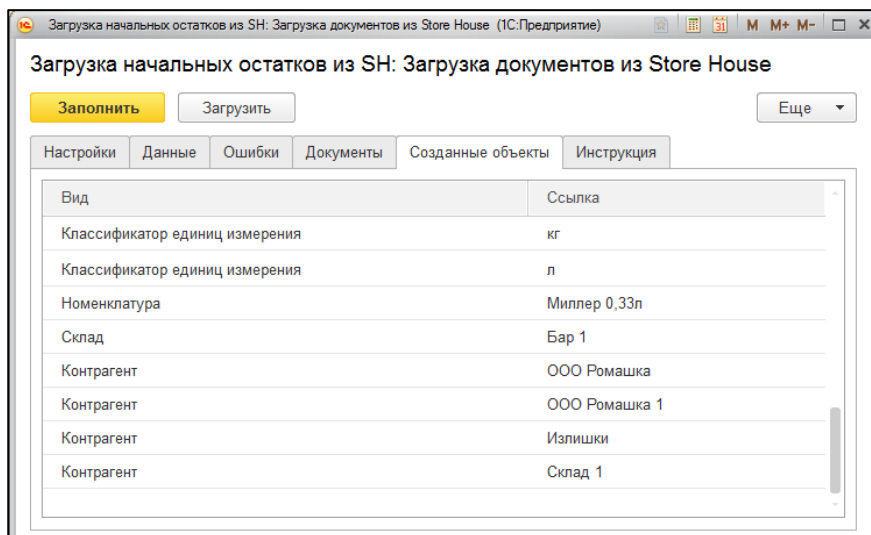 1С Загрузка начальных остатков из SH: Загрузка документов из Store House (1С:Предприятие) 31 M M+ M-
Загрузка начальных остатков из SH: Загрузка документов из Store House
Заполнить Загрузить Еще
Настройки Данные Ошибки Документы Созданные объекты Инструкция
Вид Ссылка
Классификатор единиц измерения кг
Классификатор единиц измерения л
Номенклатура Миллер 0,33л
Склад Бар 1
Контрагент ООО Ромашка
Контрагент ООО Ромашка 1
Контрагент Излишки
Контрагент Склад 1